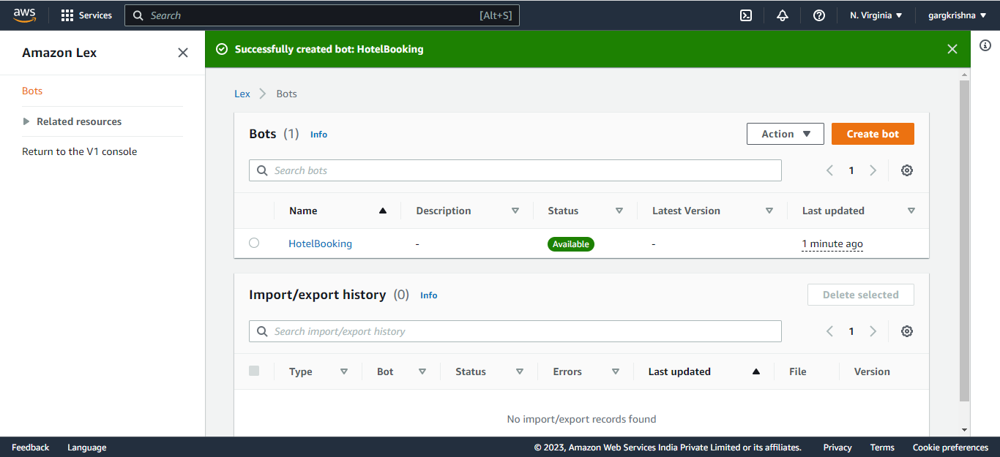 aws
Services
Search
[Alt+S]
N. Virginia
gargkrishna
Amazon Lex
Bots
Related resources
Return to the V1 console
Successfully created bot: HotelBooking
Lex
Bots
Bots (1) Info
Action
Create bot
Search bots
1
Name
Description
Status
Latest Version
Last updated
HotelBooking
-
Available
-
1 minute ago
Import/export history (0) Info
Delete selected
Search import/export history
1
Type
Bot
Status
Errors
Last updated
File
Version
No import/export records found
Feedback
Language
© 2023, Amazon Web Services India Private Limited or its affiliates.
Privacy
Terms
Cookie preferences